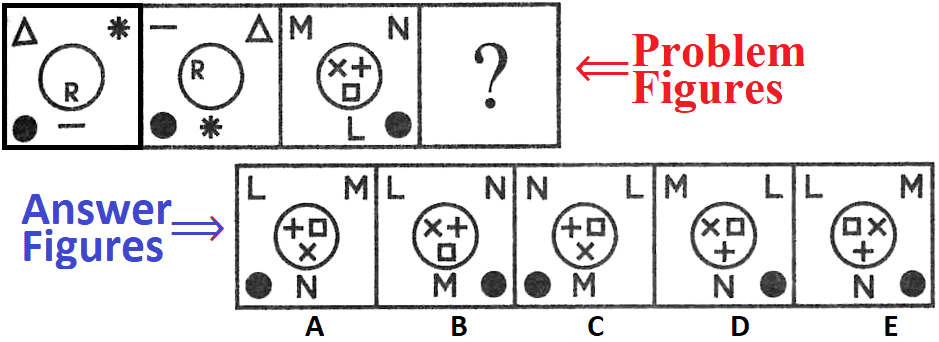 M N
R R
L
?
Problem
Figures
Answer
Figures
L M L N N L M L L M
N M M N N
A B C D E